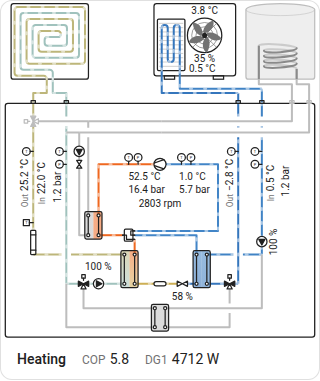 3.8 °C
35 %
0.5 °C
Out 25.2 °C
In 22.0 °C
1.2 bar
T P
T P
52.5 °C 1.0 °C
16.4 bar 5.7 bar
2803 rpm
Out −2.8 °C
In 0.5 °C
1.2 bar
100 %
100 %
58 %
Heating COP 5.8 DG1 4712 W